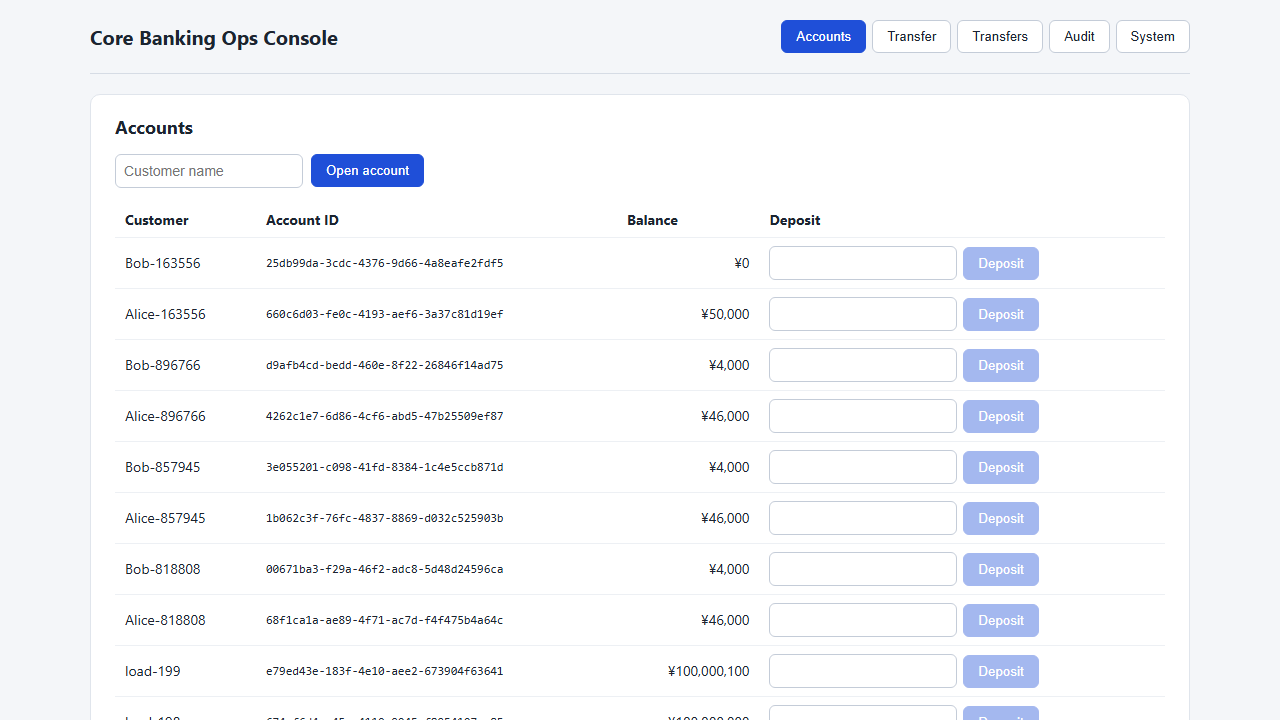 Core Banking Ops Console
Accounts Transfer Transfers Audit System
Accounts
Customer name Open account
Customer Account ID Balance Deposit
Bob-163556 25db99da-3cdc-4376-9d66-4a8eafe2fdf5 ¥0 Deposit
Alice-163556 660c6d03-fe0c-4193-aef6-3a37c81d19ef ¥50,000 Deposit
Bob-896766 d9afb4cd-bedd-460e-8f22-26846f14ad75 ¥4,000 Deposit
Alice-896766 4262c1e7-6d86-4cf6-abd5-47b25509ef87 ¥46,000 Deposit
Bob-857945 3e055201-c098-41fd-8384-1c4e5ccb871d ¥4,000 Deposit
Alice-857945 1b062c3f-76fc-4837-8869-d032c525903b ¥46,000 Deposit
Bob-818808 00671ba3-f29a-46f2-adc8-5d48d24596ca ¥4,000 Deposit
Alice-818808 68f1ca1a-ae89-4f71-ac7d-f4f475b4a64c ¥46,000 Deposit
load-199 e79ed43e-183f-4e10-aee2-673904f63641 ¥100,000,100 Deposit